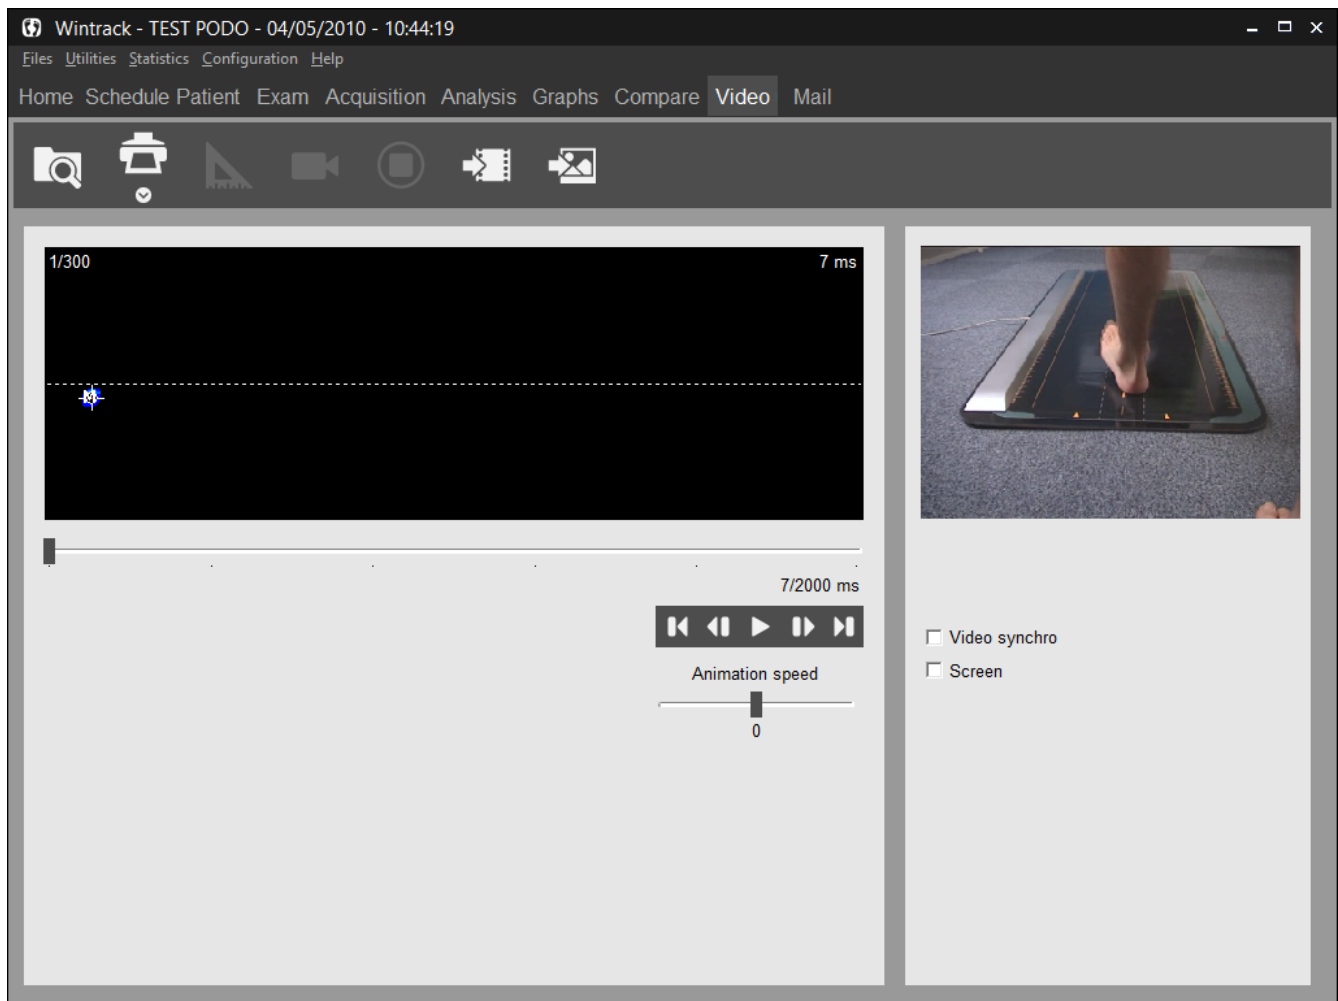 Wintrack - TEST PODO - 04/05/2010 - 10:44:19
Files Utilities Statistics Configuration Help
Home Schedule Patient Exam Acquisition Analysis Graphs Compare Video Mail
1/300 7 ms
7/2000 ms
Animation speed
0
Video synchro
Screen